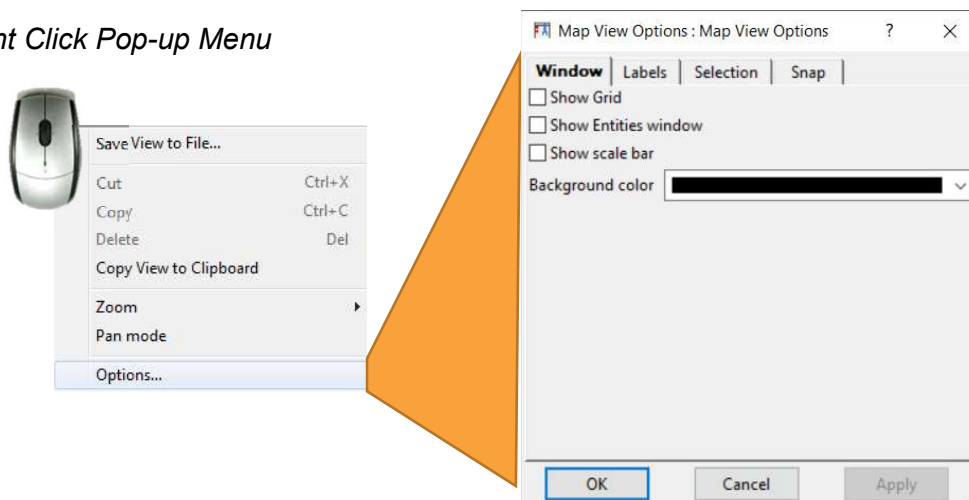 nt Click Pop-up Menu
Save View to File...
Cut Ctrl+X
Copy Ctrl+C
Delete Del
Copy View to Clipboard
Zoom
Pan mode
Options...
Map View Options : Map View Options ? ×
Window Labels Selection Snap
Show Grid
Show Entities window
Show scale bar
Background color
OK Cancel Apply